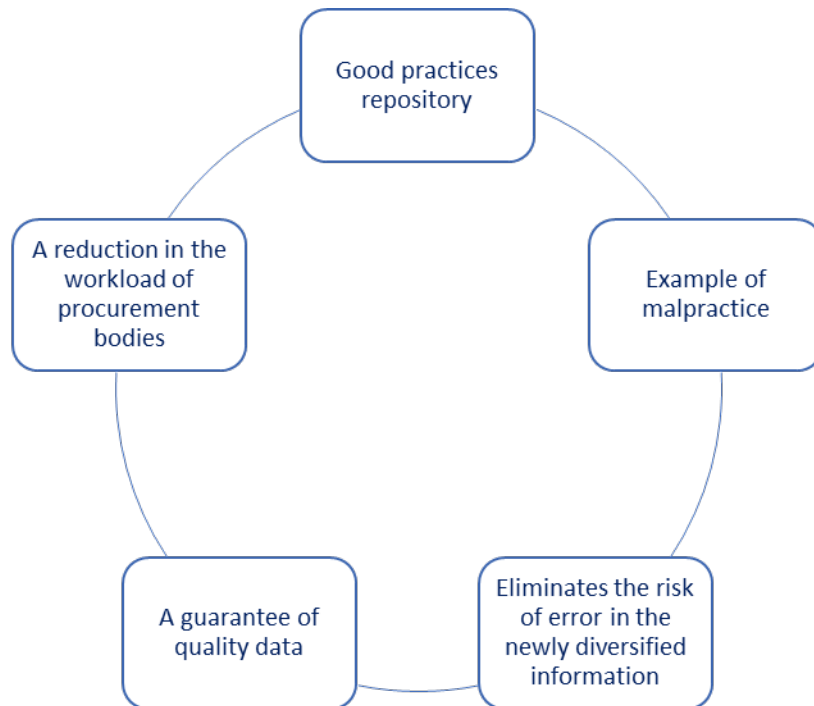 Good practices
repository
Example of
malpractice
Eliminates the risk
of error in the
newly diversified
information
A guarantee of
quality data
A reduction in the
workload of
procurement
bodies